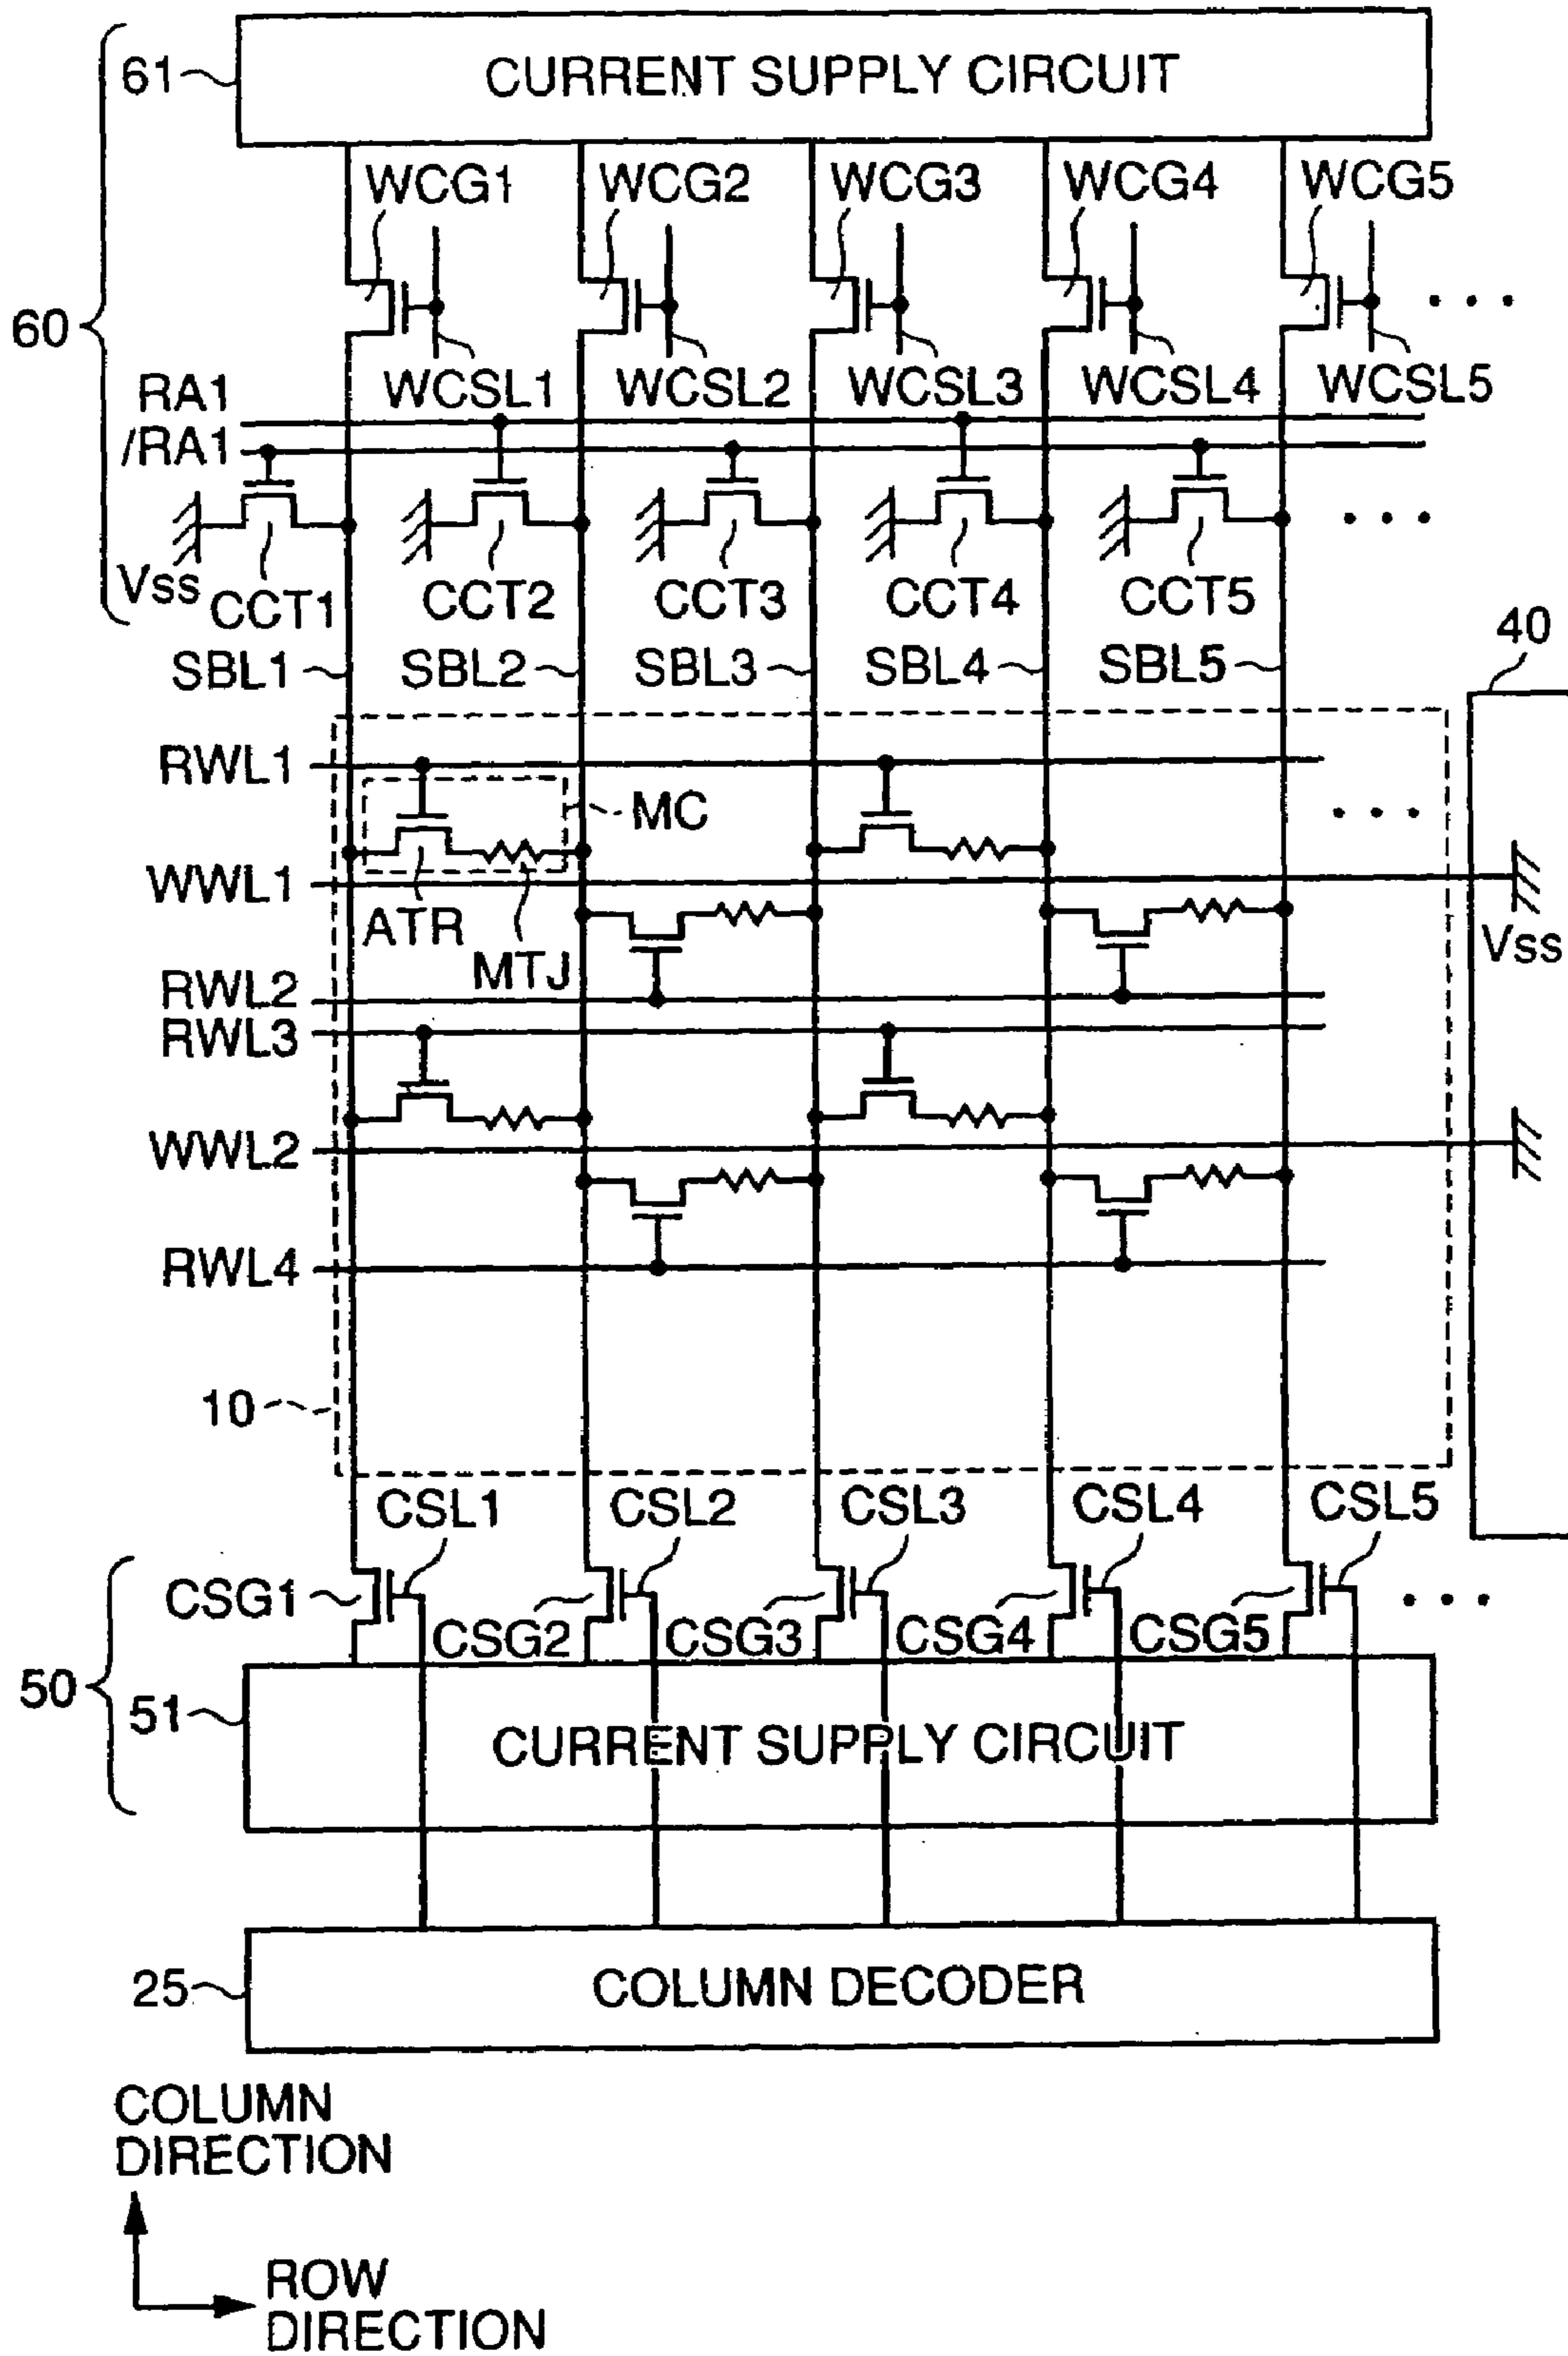 61 CURRENT SUPPLY CIRCUIT
WCG1 WCG2 WCG3 WCG4 WCG5
60
WCSL1 WCSL2 WCSL3 WCSL4 WCSL5
RA1
/RA1
Vss CCT1 CCT2 CCT3 CCT4 CCT5
40
SBL1 SBL2 SBL3 SBL4 SBL5
RWL1
MC
WWL1
ATR
MTJ
Vss
RWL2
RWL3
WWL2
RWL4
10
CSL1 CSL2 CSL3 CSL4 CSL5
CSG1 CSG2 CSG3 CSG4 CSG5
50
51 CURRENT SUPPLY CIRCUIT
25 COLUMN DECODER
COLUMN
DIRECTION
ROW
DIRECTION